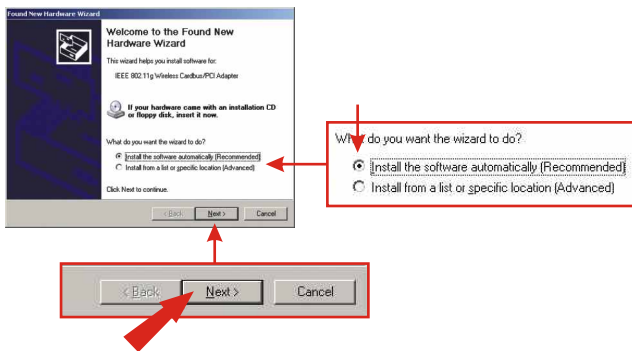 Found New Hardware Wizard
Welcome to the Found New
Hardware Wizard
This wizard helps you install software for:
IEEE 802.11g Wireless Cardbus/PCI Adapter
If your hardware came with an installation CD
or floppy disk, insert it now.
What do you want the wizard to do?
Install the software automatically (Recommended)
Install from a list or specific location (Advanced)
Click Next to continue.
< Back Next > Cancel
do you want the wizard to do?
Install the software automatically (Recommended)
Install from a list or specific location (Advanced)
< Back Next > Cancel